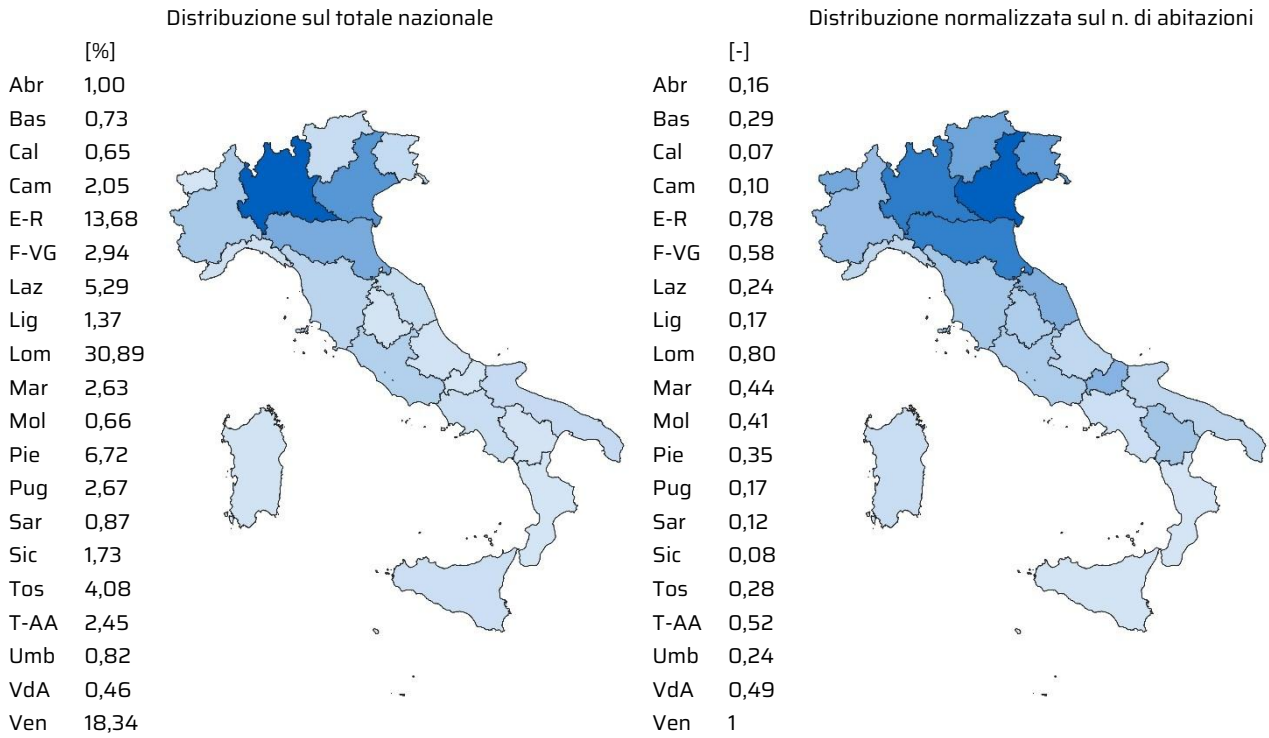 Distribuzione sul totale nazionale
[%]
Abr 1,00
Bas 0,73
Cal 0,65
Cam 2,05
E-R 13,68
F-VG 2,94
Laz 5,29
Lig 1,37
Lom 30,89
Mar 2,63
Mol 0,66
Pie 6,72
Pug 2,67
Sar 0,87
Sic 1,73
Tos 4,08
T-AA 2,45
Umb 0,82
VdA 0,46
Ven 18,34
Distribuzione normalizzata sul n. di abitazioni
[-]
Abr 0,16
Bas 0,29
Cal 0,07
Cam 0,10
E-R 0,78
F-VG 0,58
Laz 0,24
Lig 0,17
Lom 0,80
Mar 0,44
Mol 0,41
Pie 0,35
Pug 0,17
Sar 0,12
Sic 0,08
Tos 0,28
T-AA 0,52
Umb 0,24
VdA 0,49
Ven 1